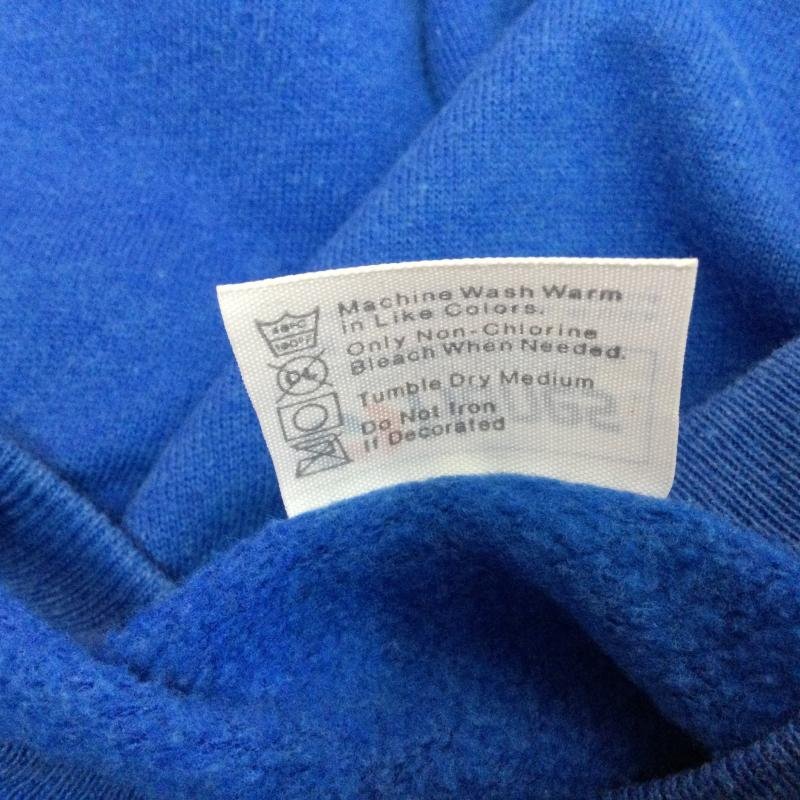 Machine Wash Warm
in Like Colors.
Only Non-Chlorine
Bleach When Needed.
Tumble Dry Medium
Do Not Iron
If Decorated